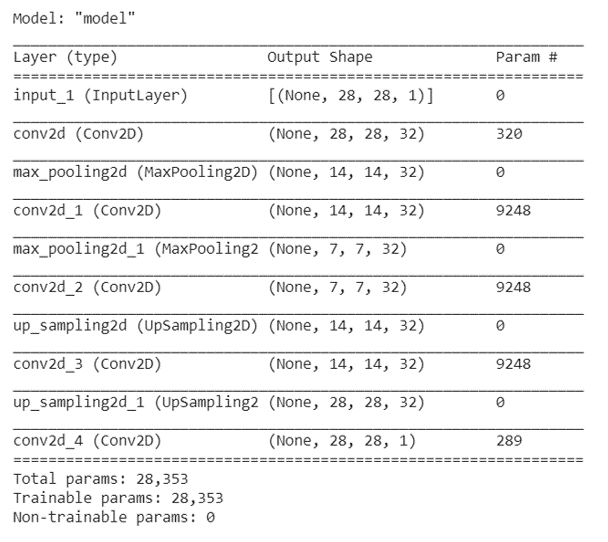 Model: "model"
Layer (type) Output Shape Param #
input_1 (InputLayer) [(None, 28, 28, 1)] 0
conv2d (Conv2D) (None, 28, 28, 32) 320
max_pooling2d (MaxPooling2D) (None, 14, 14, 32) 0
conv2d_1 (Conv2D) (None, 14, 14, 32) 9248
max_pooling2d_1 (MaxPooling2 (None, 7, 7, 32) 0
conv2d_2 (Conv2D) (None, 7, 7, 32) 9248
up_sampling2d (UpSampling2D) (None, 14, 14, 32) 0
conv2d_3 (Conv2D) (None, 14, 14, 32) 9248
up_sampling2d_1 (UpSampling2 (None, 28, 28, 32) 0
conv2d_4 (Conv2D) (None, 28, 28, 1) 289
Total params: 28,353
Trainable params: 28,353
Non-trainable params: 0